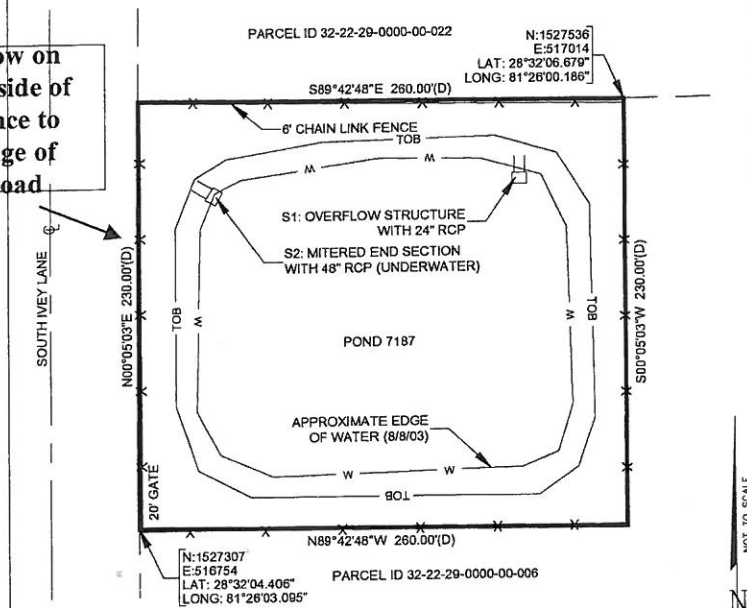 PARCEL ID 32-22-29-0000-00-022
N:1527536
E:517014
LAT: 28°32'06.679"
LONG: 81°26'00.186"
side of
S89°42'48"E 260.00'(D)
6' CHAIN LINK FENCE
TOB
W
W
S1: OVERFLOW STRUCTURE
WITH 24" RCP
S2: MITERED END SECTION
WITH 48" RCP (UNDERWATER)
SOUTH IVEY LANE
N00°05'03"E 230.00'(D)
TOB
W
POND 7187
W
TOB
S00°05'03"W 230.00'(D)
APPROXIMATE EDGE
OF WATER (8/8/03)
W
W
TOB
20' GATE
N89°42'48"W 260.00'(D)
N:1527307
E:516754
LAT: 28°32'04.406"
LONG: 81°26'03.095"
PARCEL ID 32-22-29-0000-00-006
NOT TO SCALE
N